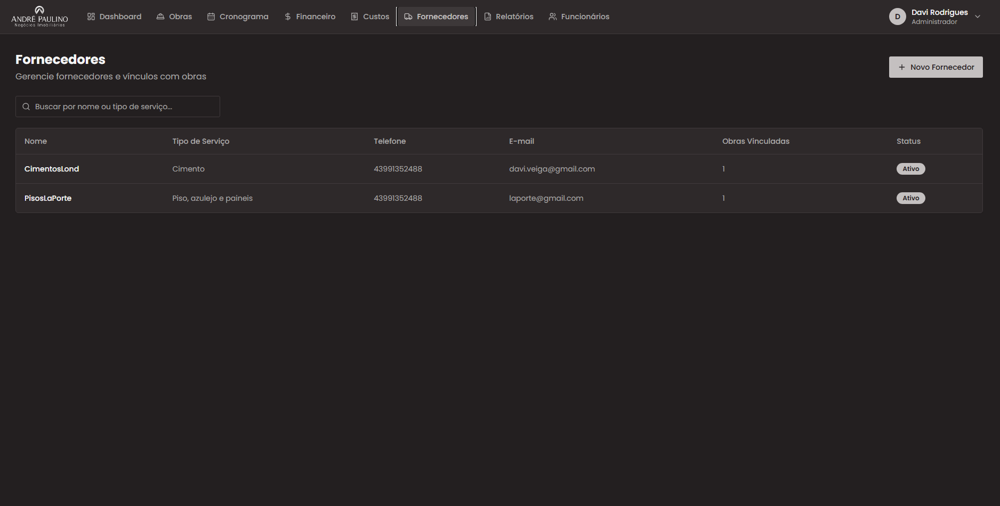 ANDRÉ PAULINO
Negócios Imobiliários
Dashboard
Obras
Cronograma
Financeiro
Custos
Fornecedores
Relatórios
Funcionários
D
Davi Rodrigues
Administrador
Fornecedores
Gerencie fornecedores e vínculos com obras
Novo Fornecedor
Buscar por nome ou tipo de serviço...
Nome Tipo de Serviço Telefone E-mail Obras Vinculadas Status
CimentosLond Cimento 43991352488 davi.veiga@gmail.com 1 Ativo
PisosLaPorte Piso, azulejo e paineis 43991352488 laporte@gmail.com 1 Ativo